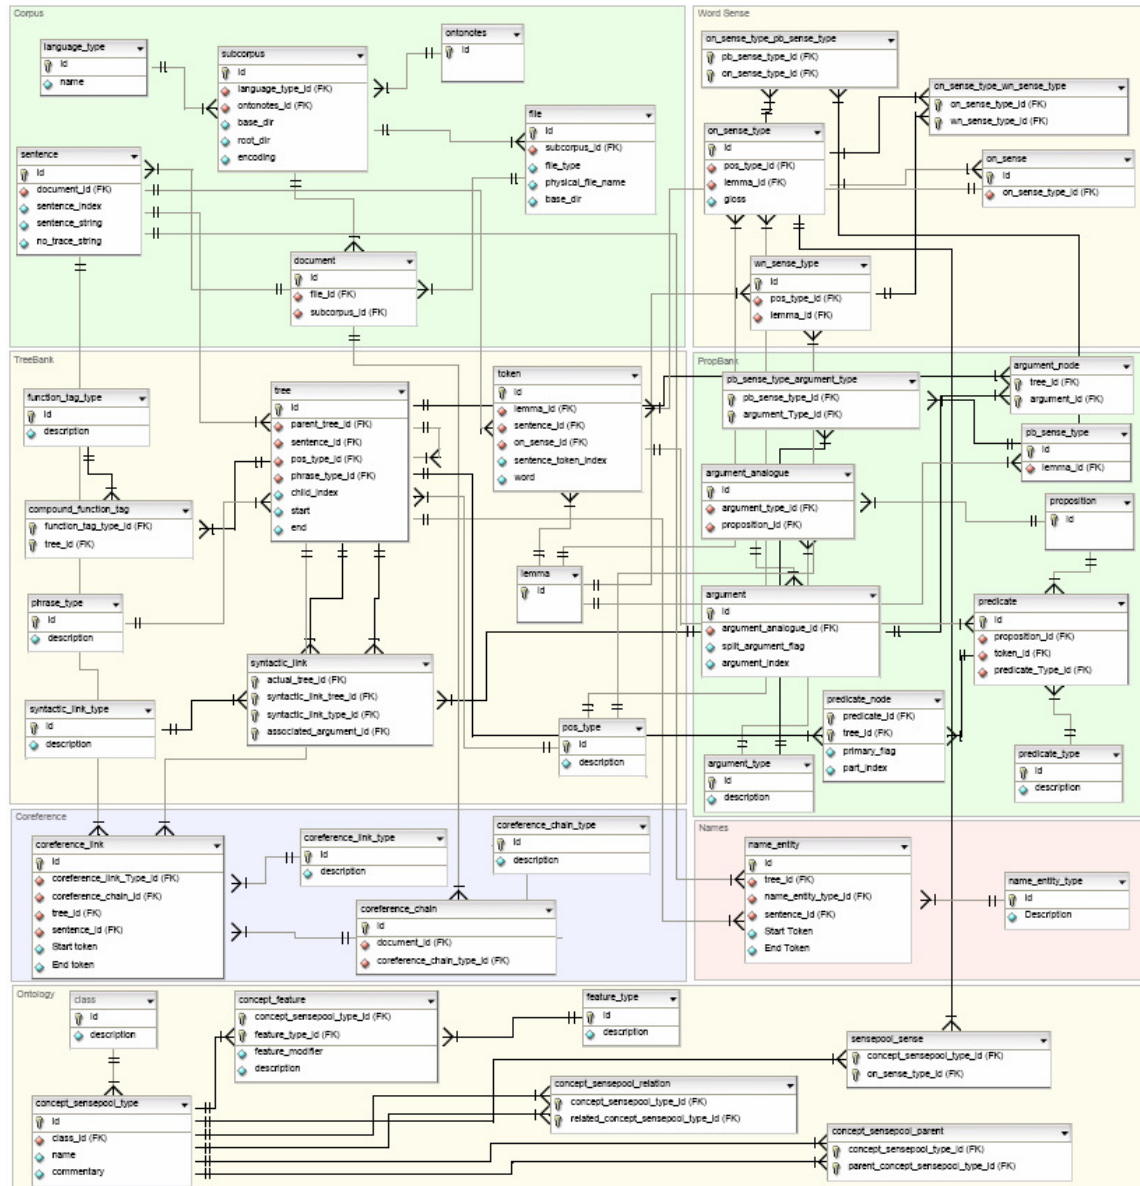 Corpus
language_type
Id
name
subcorpus
Id
language_type_id (FK)
ontonotes_id (FK)
base_dir
root_dir
encoding
ontonotes
Id
file
Id
subcorpus_id (FK)
file_type
physical_file_name
base_dir
sentence
Id
document_id (FK)
sentence_index
sentence_string
no_trace_string
document
Id
file_id (FK)
subcorpus_id (FK)
Word Sense
on_sense_type_pb_sense_type
pb_sense_type_id (FK)
on_sense_type_id (FK)
on_sense_type_wn_sense_type
on_sense_type_id (FK)
wn_sense_type_id (FK)
on_sense_type
Id
pos_type_id (FK)
lemma_id (FK)
gloss
on_sense
Id
on_sense_type_id (FK)
wn_sense_type
Id
pos_type_id (FK)
lemma_id (FK)
TreeBank
function_tag_type
Id
description
tree
Id
parent_tree_id (FK)
sentence_id (FK)
pos_type_id (FK)
phrase_type_id (FK)
child_index
start
end
token
Id
lemma_id (FK)
sentence_id (FK)
on_sense_id (FK)
sentence_token_index
word
compound_function_tag
function_tag_type_id (FK)
tree_id (FK)
lemma
Id
phrase_type
Id
description
syntactic_link
actual_tree_id (FK)
syntactic_link_tree_id (FK)
syntactic_link_type_id (FK)
associated_argument_id (FK)
syntactic_link_type
Id
description
pos_type
Id
description
PropBank
pb_sense_type_argument_type
pb_sense_type_id (FK)
argument_Type_id (FK)
argument_node
tree_id (FK)
argument_id (FK)
pb_sense_type
Id
lemma_id (FK)
argument_analogue
Id
argument_type_id (FK)
proposition_id (FK)
proposition
Id
argument
Id
argument_analogue_id (FK)
split_argument_flag
argument_index
predicate
Id
proposition_id (FK)
token_id (FK)
predicate_Type_id (FK)
predicate_node
predicate_id (FK)
tree_id (FK)
primary_flag
part_index
argument_type
Id
description
predicate_type
Id
description
Coreference
coreference_link
Id
coreference_link_Type_id (FK)
coreference_chain_id (FK)
tree_id (FK)
sentence_id (FK)
Start token
End token
coreference_link_type
Id
description
coreference_chain_type
Id
description
coreference_chain
Id
document_id (FK)
coreference_chain_type_id (FK)
Names
name_entity
Id
tree_id (FK)
name_entity_type_id (FK)
sentence_id (FK)
Start Token
End Token
name_entity_type
Id
Description
Ontology
class
Id
description
concept_feature
concept_sensepool_type_id (FK)
feature_type_id (FK)
feature_modifier
description
feature_type
Id
description
sensepool_sense
concept_sensepool_type_id (FK)
on_sense_type_id (FK)
concept_sensepool_type
Id
class_id (FK)
name
commentary
concept_sensepool_relation
concept_sensepool_type_id (FK)
related_concept_sensepool_type_id (FK)
concept_sensepool_parent
concept_sensepool_type_id (FK)
parent_concept_sensepool_type_id (FK)